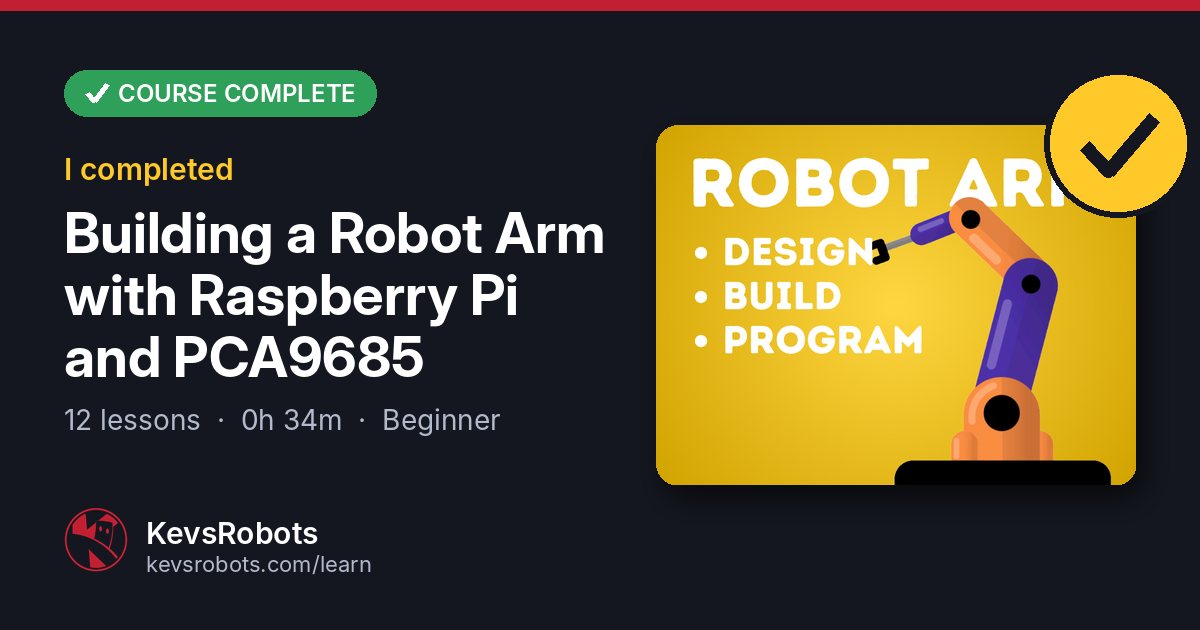 COURSE COMPLETE
I completed
Building a Robot Arm
with Raspberry Pi
and PCA9685
12 lessons · 0h 34m · Beginner
KevsRobots
kevsrobots.com/learn
ROBOT
• DESIGN
• BUILD
• PROGRAM